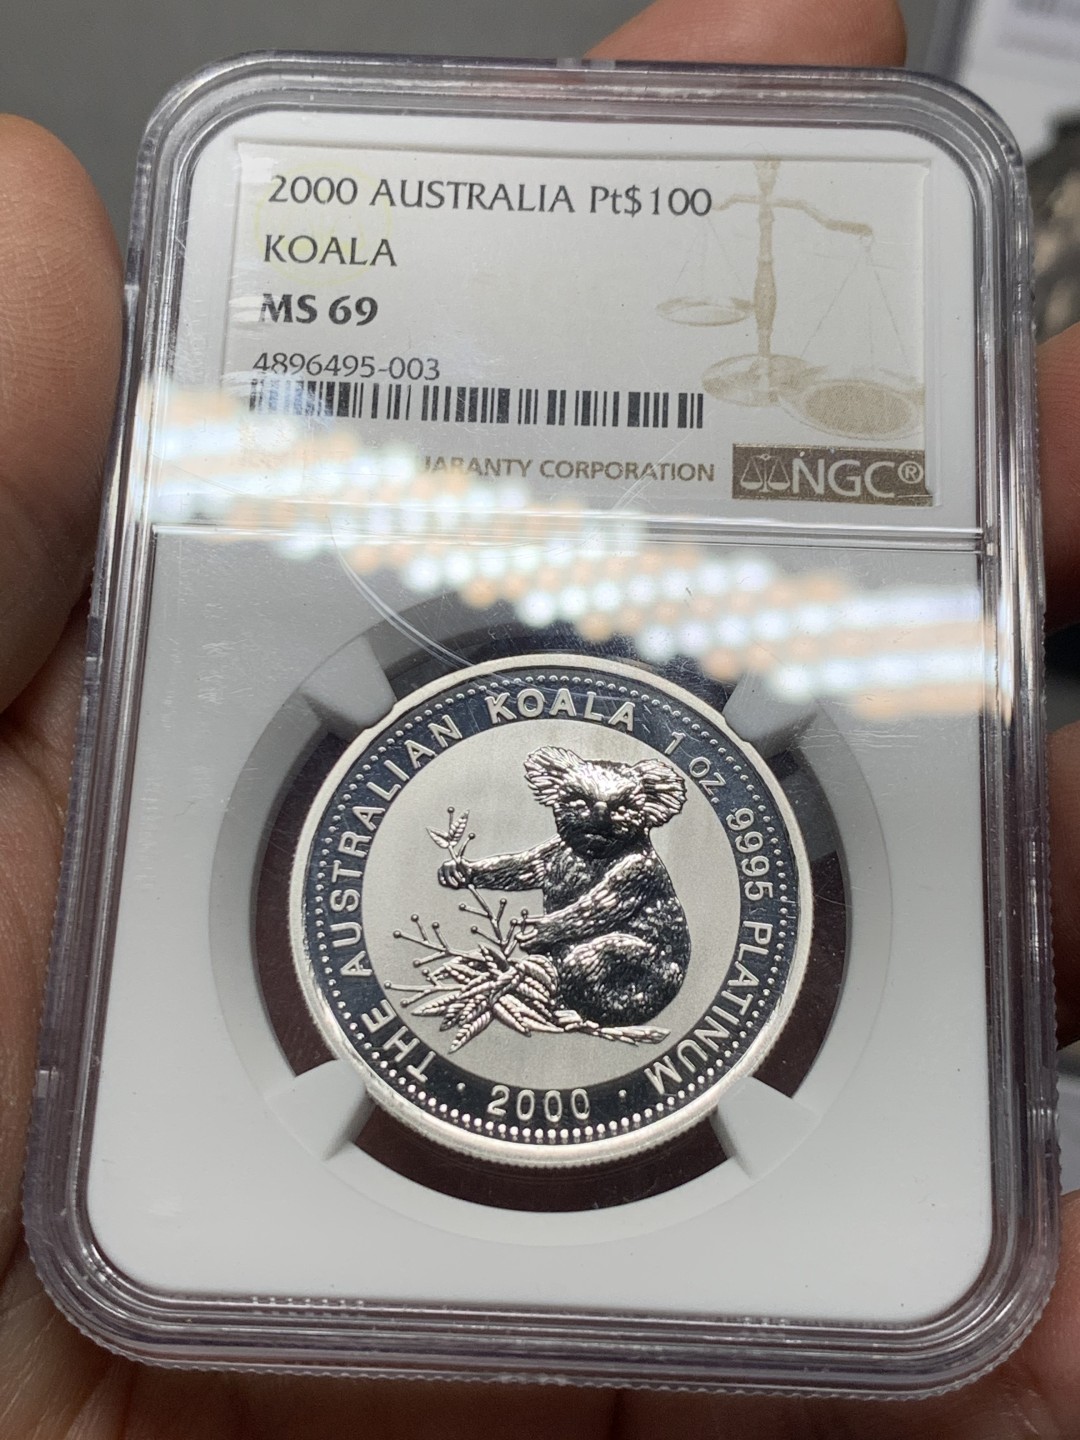 2000 AUSTRALIA Pt$100
KOALA
MS 69
4896495-003
CORPORATION
NGC®
THE AUSTRALIAN KOALA 1 OZ. 9995 PLATINUM
· 2000 ·